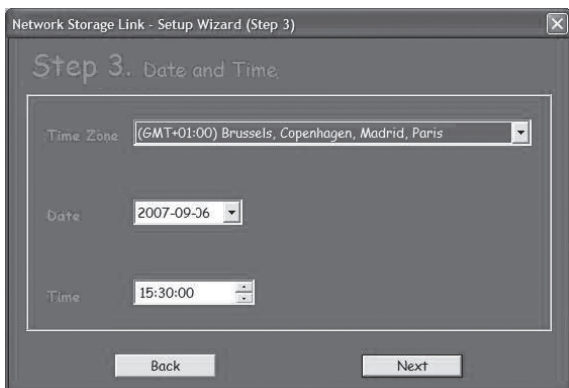 Network Storage Link - Setup Wizard (Step 3)
Step 3. Date and Time
Time Zone (GMT+01:00) Brussels, Copenhagen, Madrid, Paris
Date 2007-09-06
Time 15:30:00
Back Next